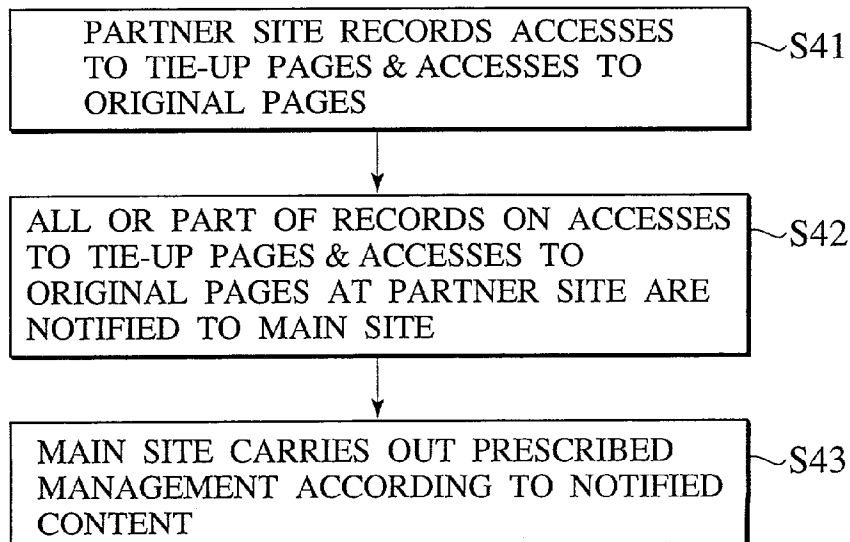 PARTNER SITE RECORDS ACCESSES
TO TIE-UP PAGES & ACCESSES TO
ORIGINAL PAGES
S41
ALL OR PART OF RECORDS ON ACCESSES
TO TIE-UP PAGES & ACCESSES TO
ORIGINAL PAGES AT PARTNER SITE ARE
NOTIFIED TO MAIN SITE
S42
MAIN SITE CARRIES OUT PRESCRIBED
MANAGEMENT ACCORDING TO NOTIFIED
CONTENT
S43